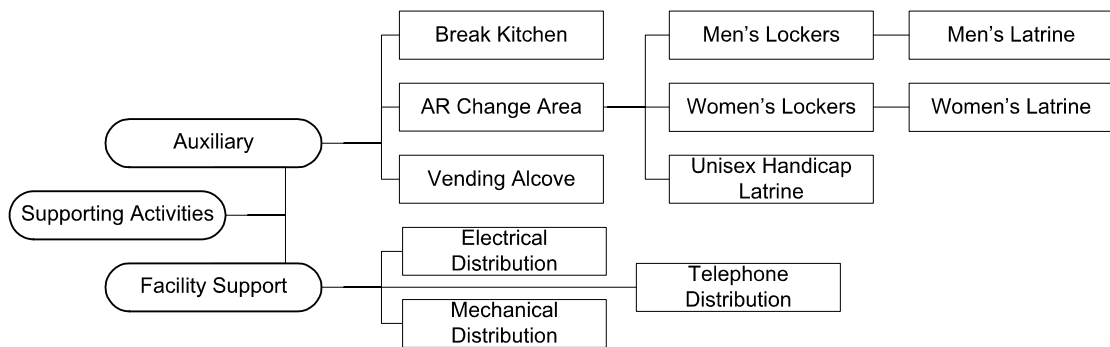 Break Kitchen
Men’s Lockers
Men’s Latrine
AR Change Area
Women’s Lockers
Women’s Latrine
Auxiliary
Vending Alcove
Unisex Handicap
Latrine
Supporting Activities
Electrical
Distribution
Facility Support
Telephone
Distribution
Mechanical
Distribution